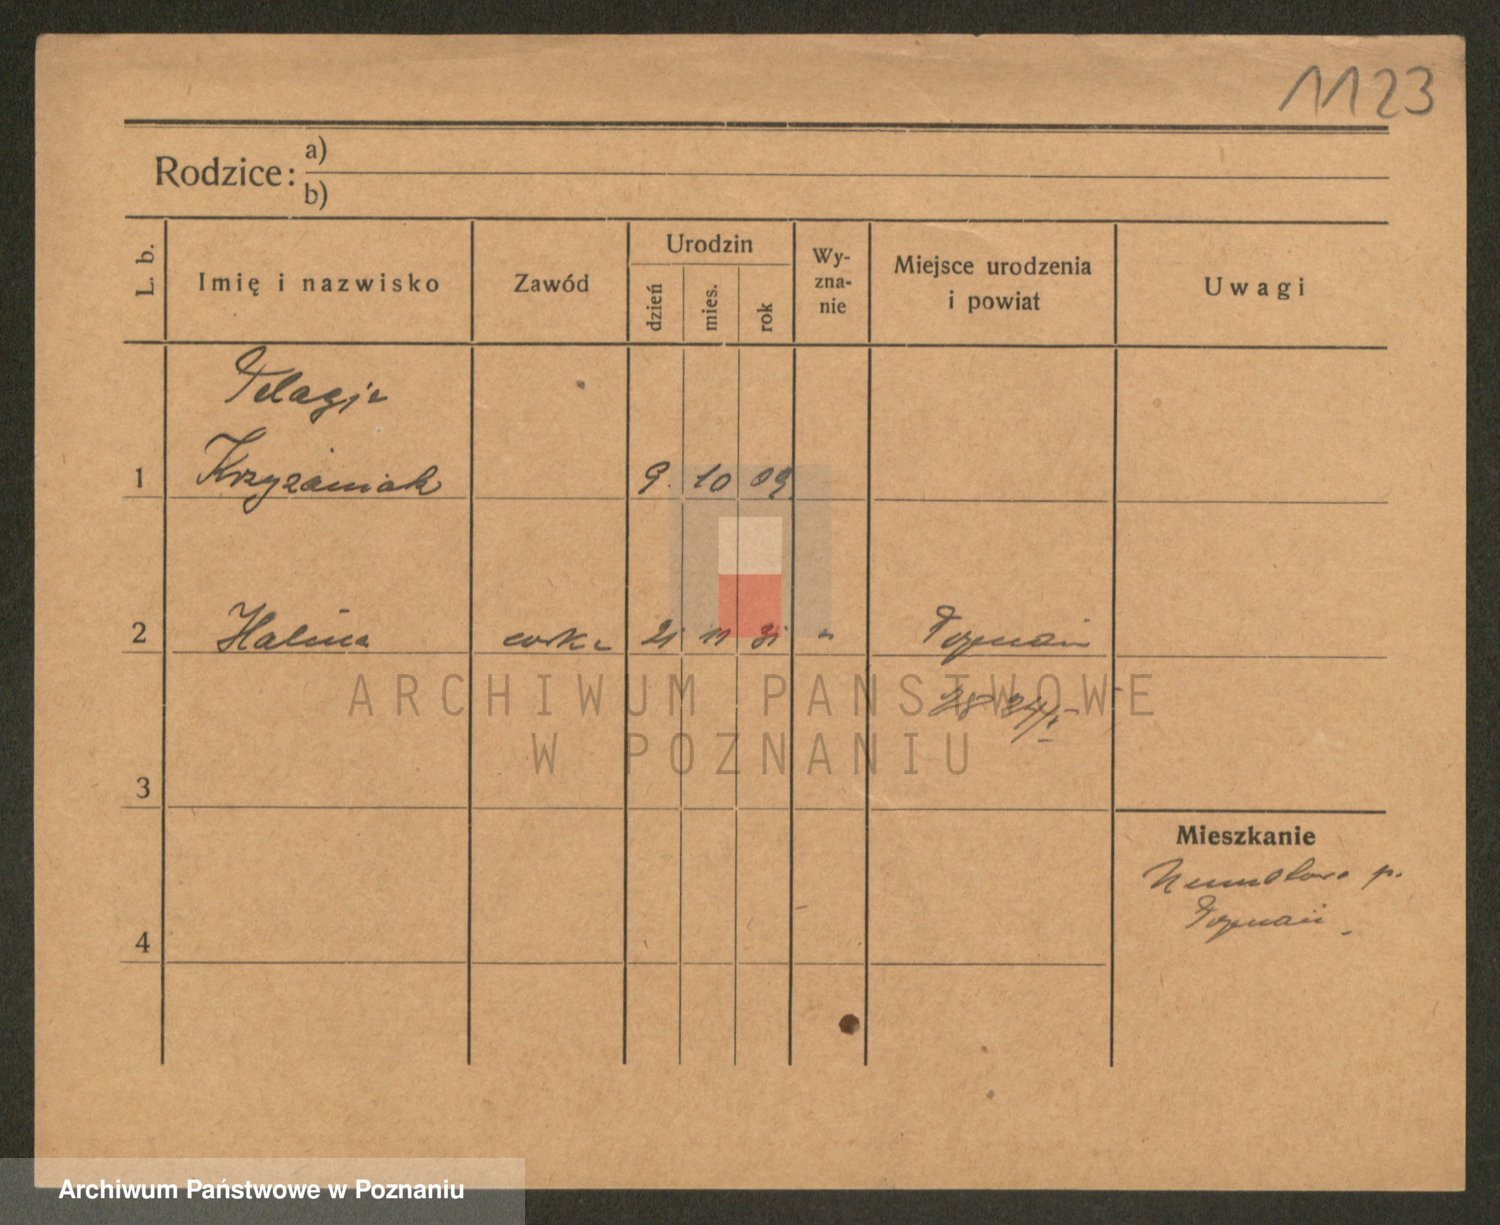 1123
Rodzice: a)
b)
L. b.
Imię i nazwisko
Zawód
Urodzin
dzień
mies.
rok
Wy-
zna-
nie
Miejsce urodzenia
i powiat
Uwagi
Pelagja
1 Krzyżaniak 9. 10 09
2 Halina córka 21 11 31 " Poznań
ARCHIWUM PAŃSTWOWE
W POZNANIU
3
Mieszkanie
p.
Poznań
4
Archiwum Państwowe w Poznaniu